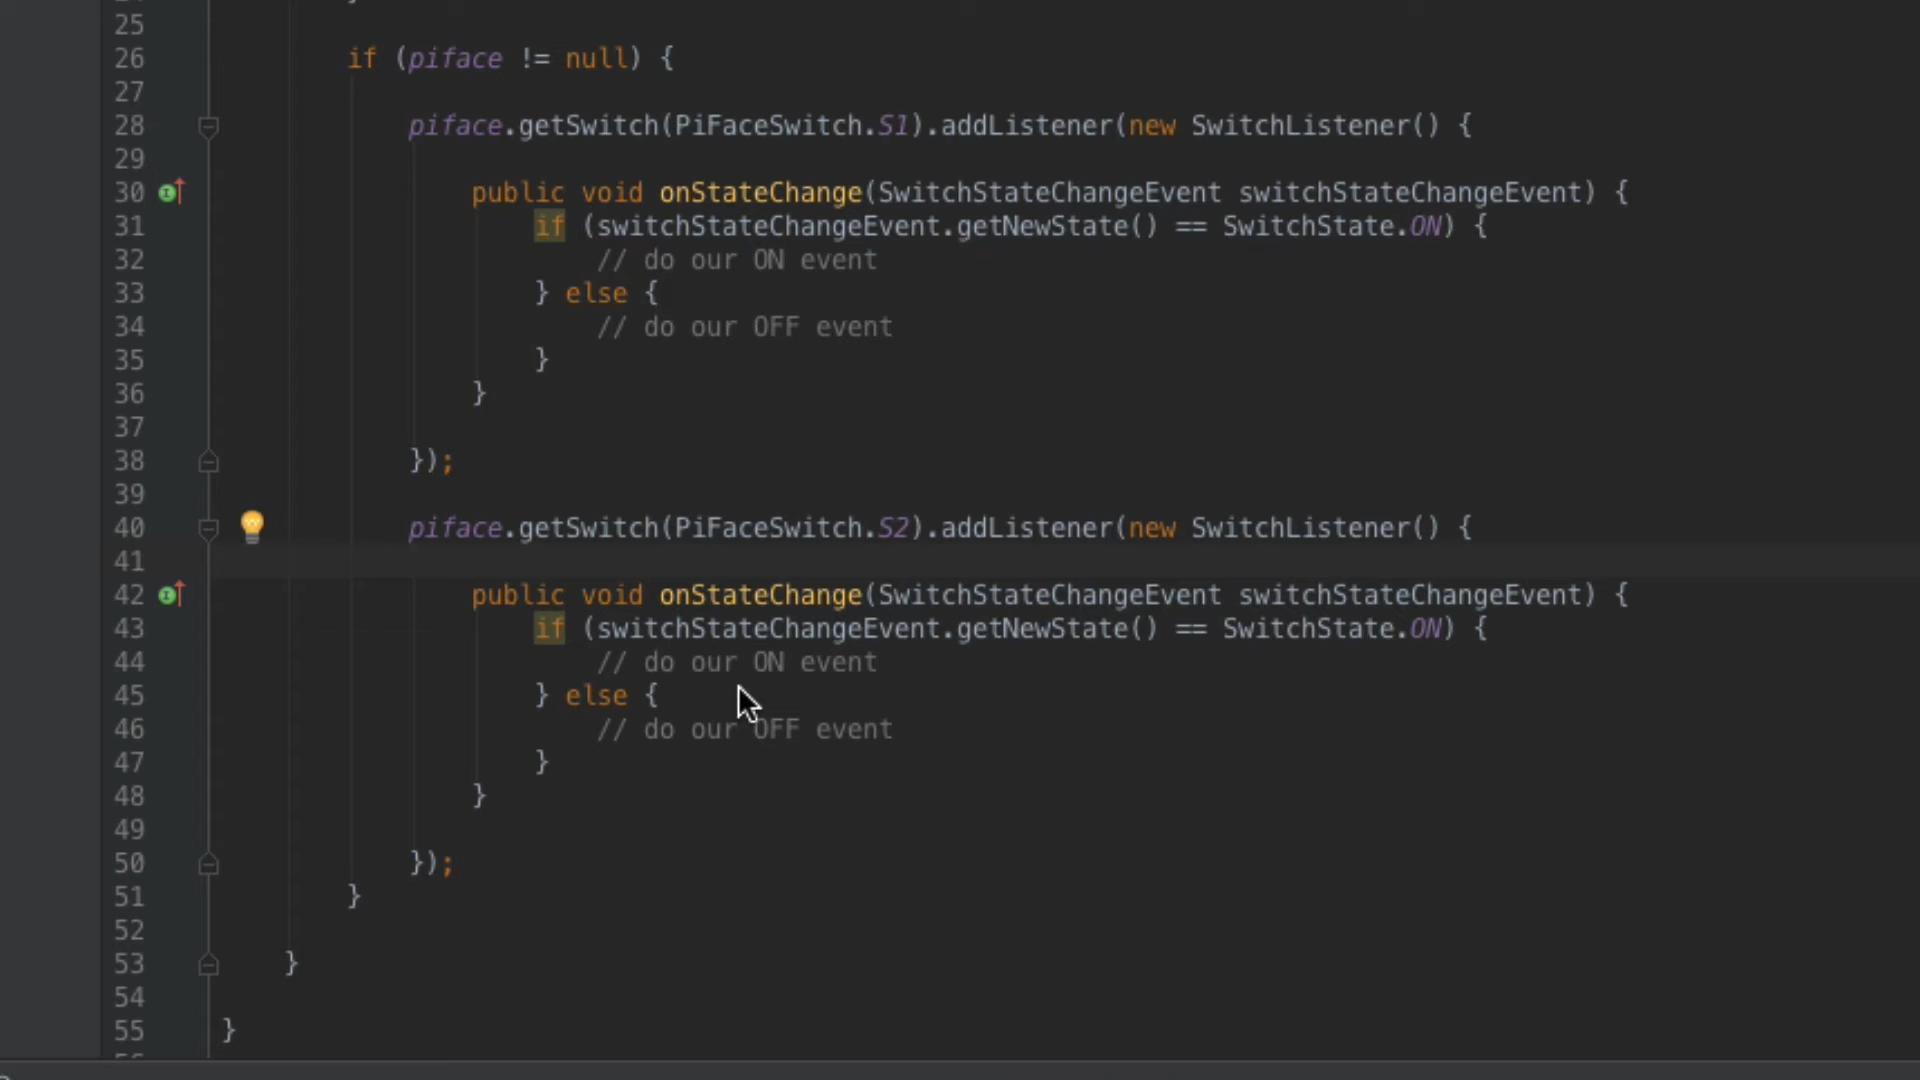 25
26 if (piface != null) {
27
28 piface.getSwitch(PiFaceSwitch.S1).addListener(new SwitchListener() {
29
30 public void onStateChange(SwitchStateChangeEvent switchStateChangeEvent) {
31 if (switchStateChangeEvent.getNewState() == SwitchState.ON) {
32 // do our ON event
33 } else {
34 // do our OFF event
35 }
36 }
37
38 });
39
40 piface.getSwitch(PiFaceSwitch.S2).addListener(new SwitchListener() {
41
42 public void onStateChange(SwitchStateChangeEvent switchStateChangeEvent) {
43 if (switchStateChangeEvent.getNewState() == SwitchState.ON) {
44 // do our ON event
45 } else {
46 // do our OFF event
47 }
48 }
49
50 });
51 }
52
53 }
54
55 }